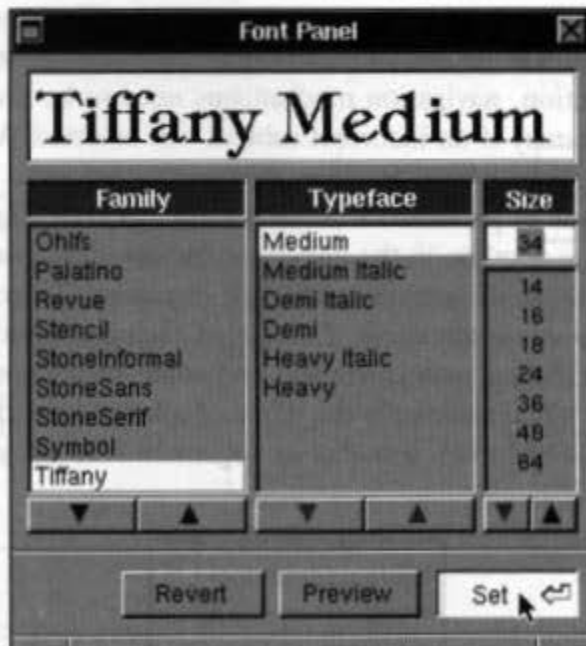 Font Panel
Tiffany Medium
Family
Ohlfs
Palatino
Revue
Stencil
StoneInformal
StoneSans
StoneSerif
Symbol
Tiffany
Typeface
Medium
Medium Italic
Demi Italic
Demi
Heavy Italic
Heavy
Size
34
14
16
18
24
36
48
64
Revert
Preview
Set